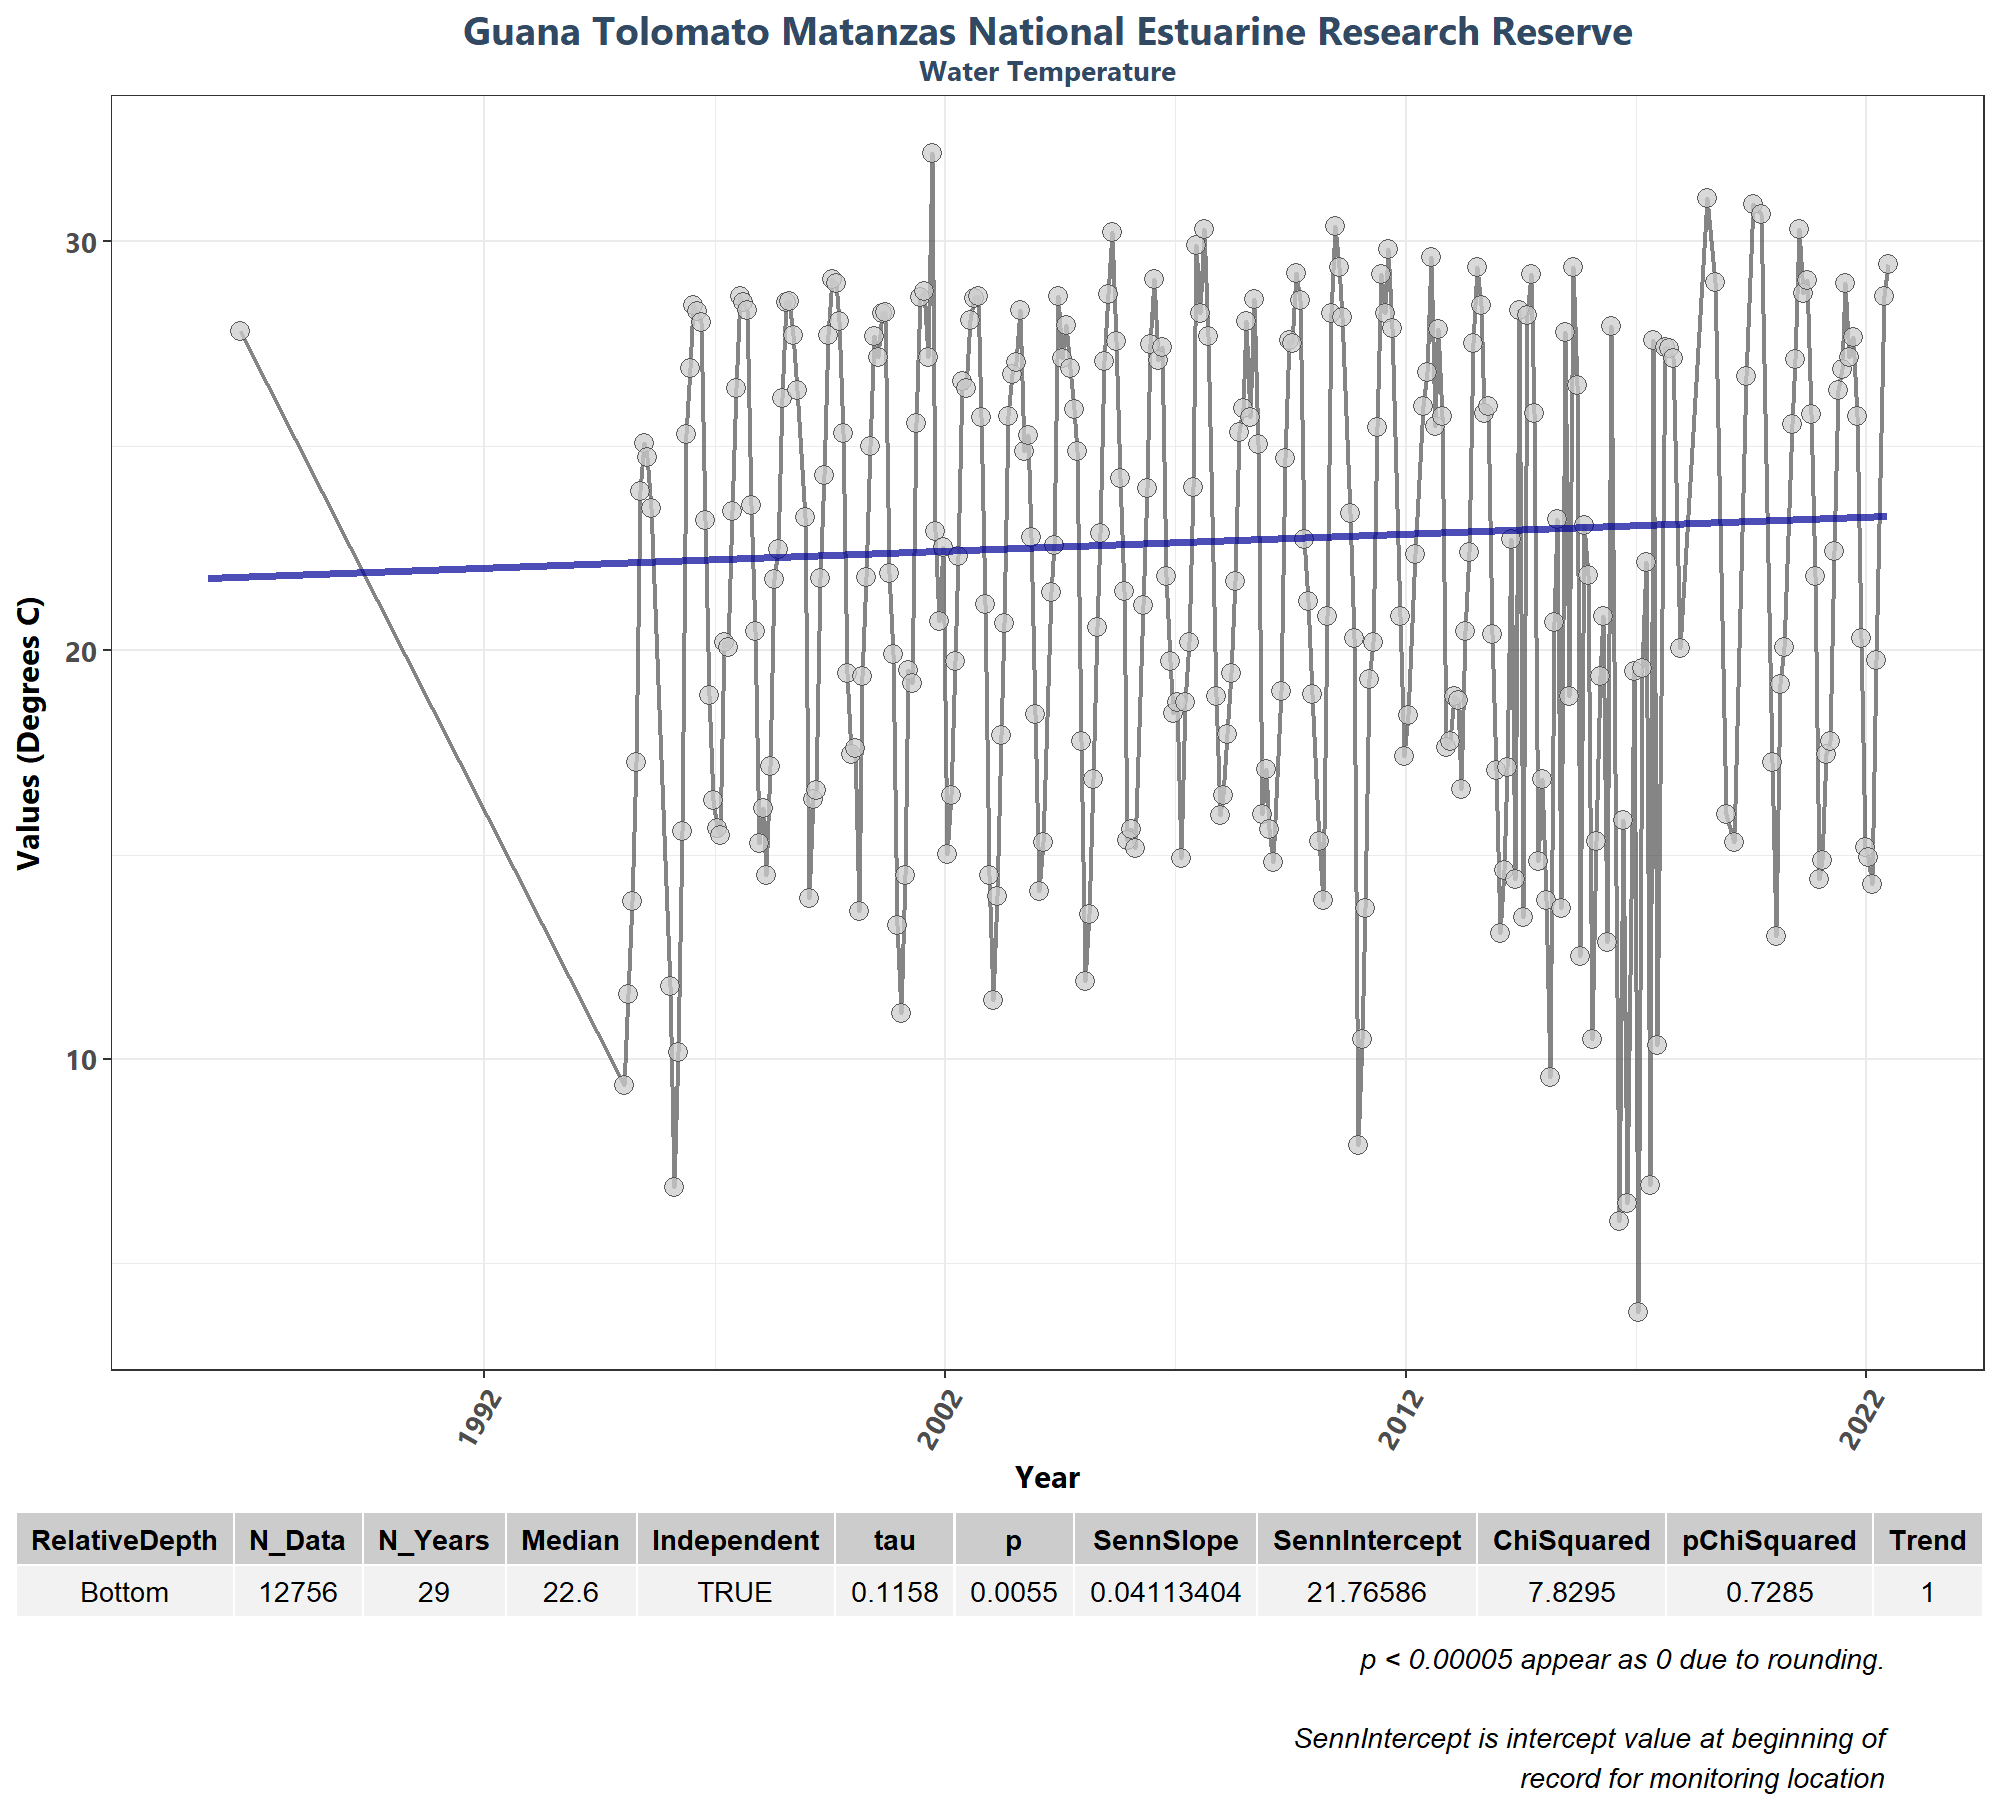 Guana Tolomato Matanzas National Estuarine Research Reserve
Water Temperature
30
20
10
Values (Degrees C)
1992 2002 2012 2022
Year
RelativeDepth N_Data N_Years Median Independent tau p SennSlope SennIntercept ChiSquared pChiSquared Trend
Bottom 12756 29 22.6 TRUE 0.1158 0.0055 0.04113404 21.76586 7.8295 0.7285 1
p < 0.00005 appear as 0 due to rounding.
SennIntercept is intercept value at beginning of
record for monitoring location